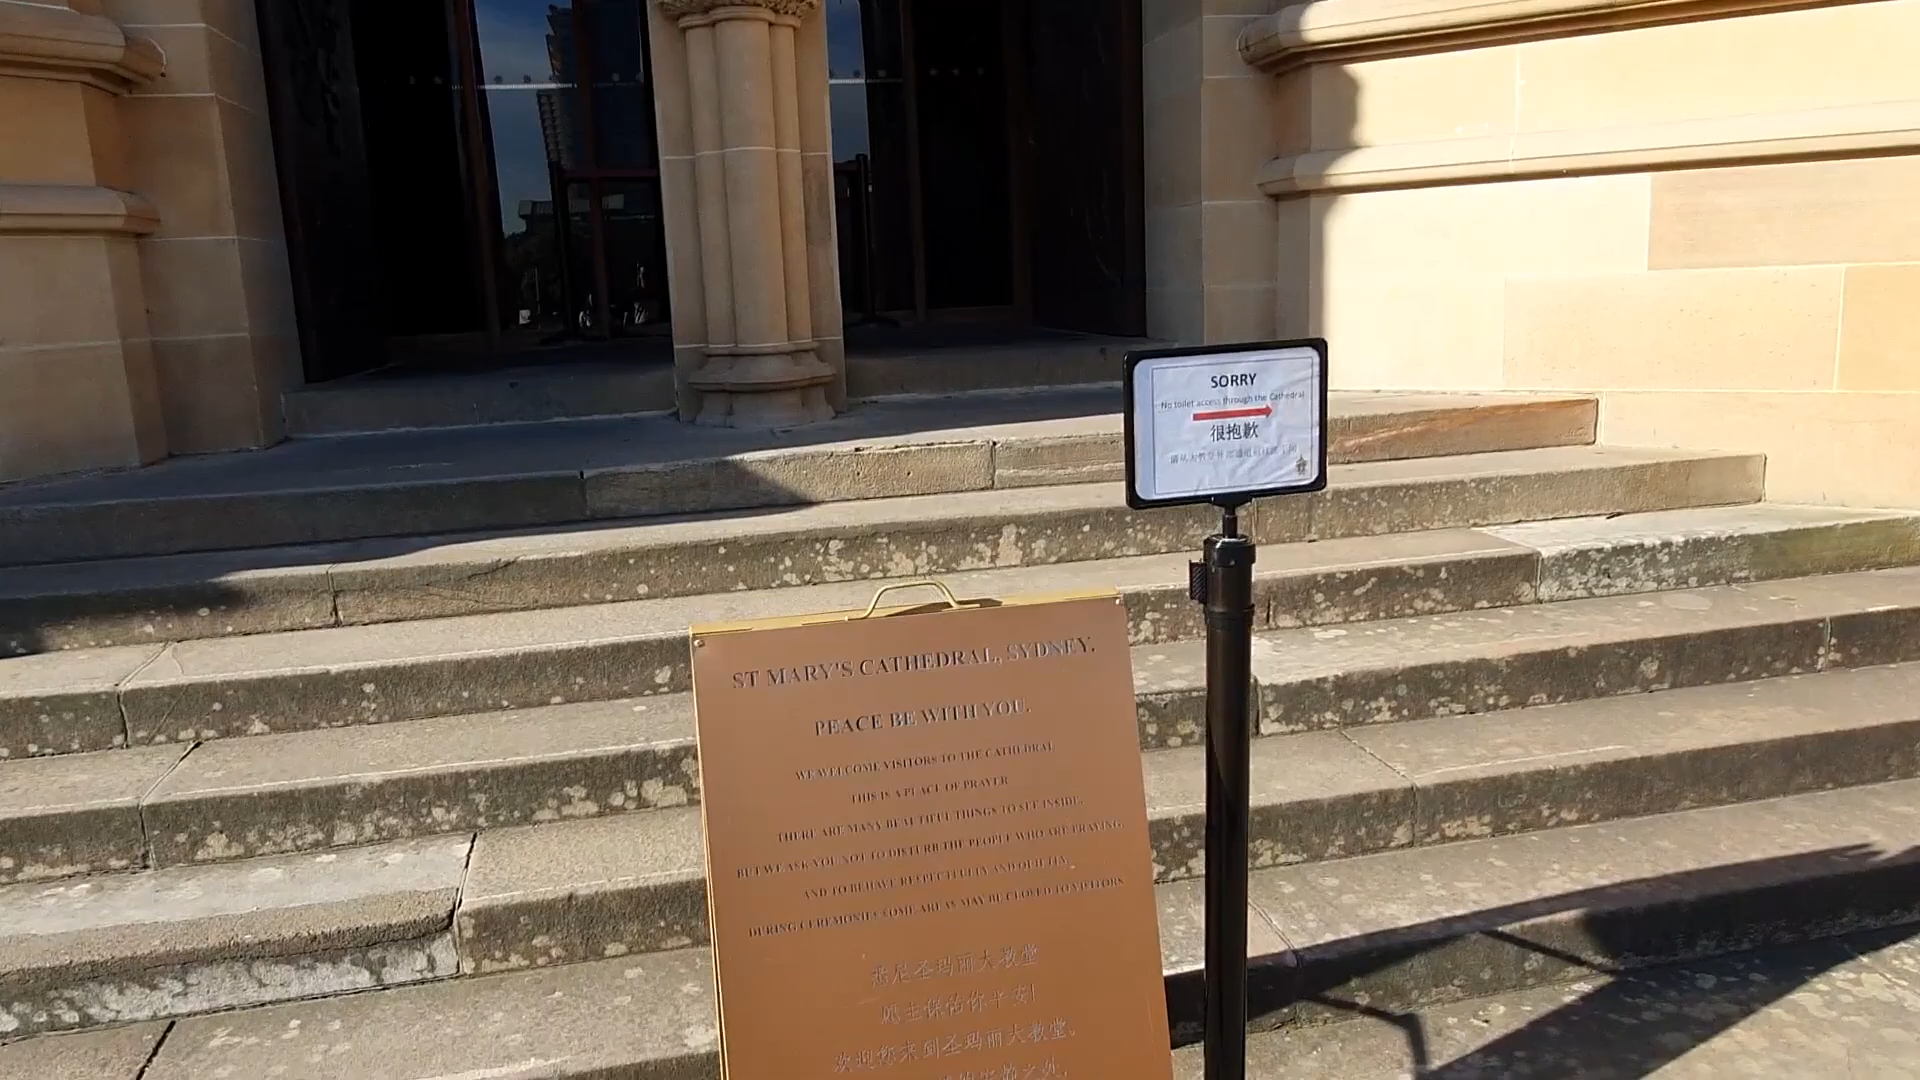 SORRY
No toilet access through the Cathedral
很抱歉
ST MARY'S CATHEDRAL, SYDNEY.
PEACE BE WITH YOU.
WE WELCOME VISITORS TO THE CATHEDRAL
THIS IS A PLACE OF PRAYER
THERE ARE MANY BEAUTIFUL THINGS TO SEE INSIDE,
BUT WE ASK YOU NOT TO DISTURB THE PEOPLE WHO ARE PRAYING,
AND TO BEHAVE RESPECTFULLY AND QUIETLY.
DURING CEREMONIES SOME AREAS MAY BE CLOSED TO VISITORS
悉尼圣玛丽大教堂
愿主保佑你平安!
欢迎您来到圣玛丽大教堂。